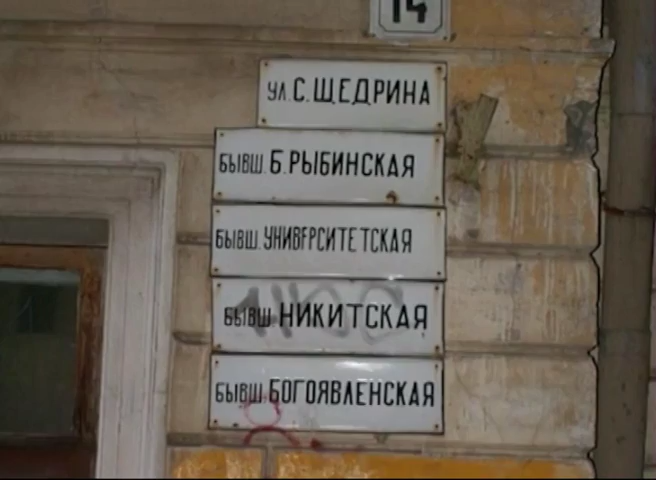 14
УЛ. С. ЩЕДРИНА
БЫВШ. Б. РЫБИНСКАЯ
БЫВШ. УНИВЕРСИТЕТСКАЯ
БЫВШ. НИКИТСКАЯ
БЫВШ. БОГОЯВЛЕНСКАЯ